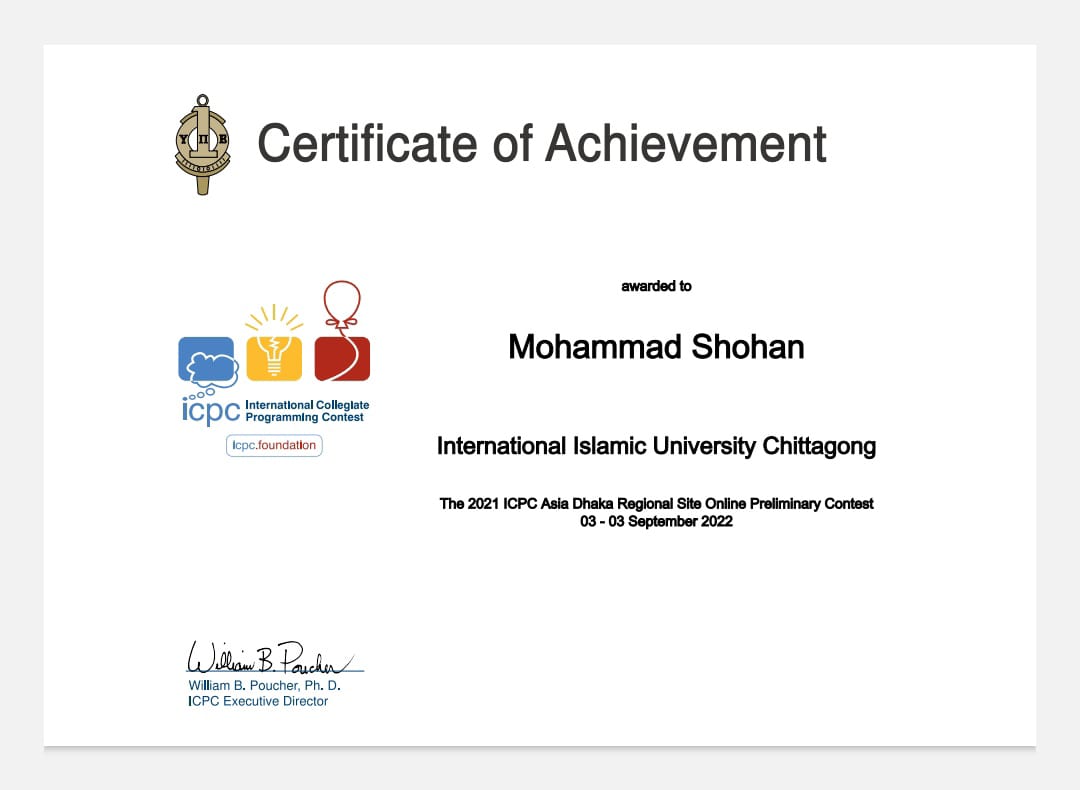 Υ Π Β
Certificate of Achievement
awarded to
Mohammad Shohan
icpc International Collegiate
Programming Contest
icpc.foundation
International Islamic University Chittagong
The 2021 ICPC Asia Dhaka Regional Site Online Preliminary Contest
03 - 03 September 2022
William B. Poucher
William B. Poucher, Ph. D.
ICPC Executive Director